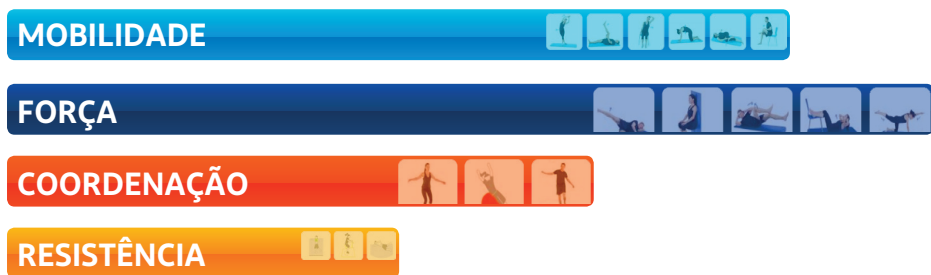 MOBILIDADE
FORÇA
COORDENAÇÃO
RESISTÊNCIA